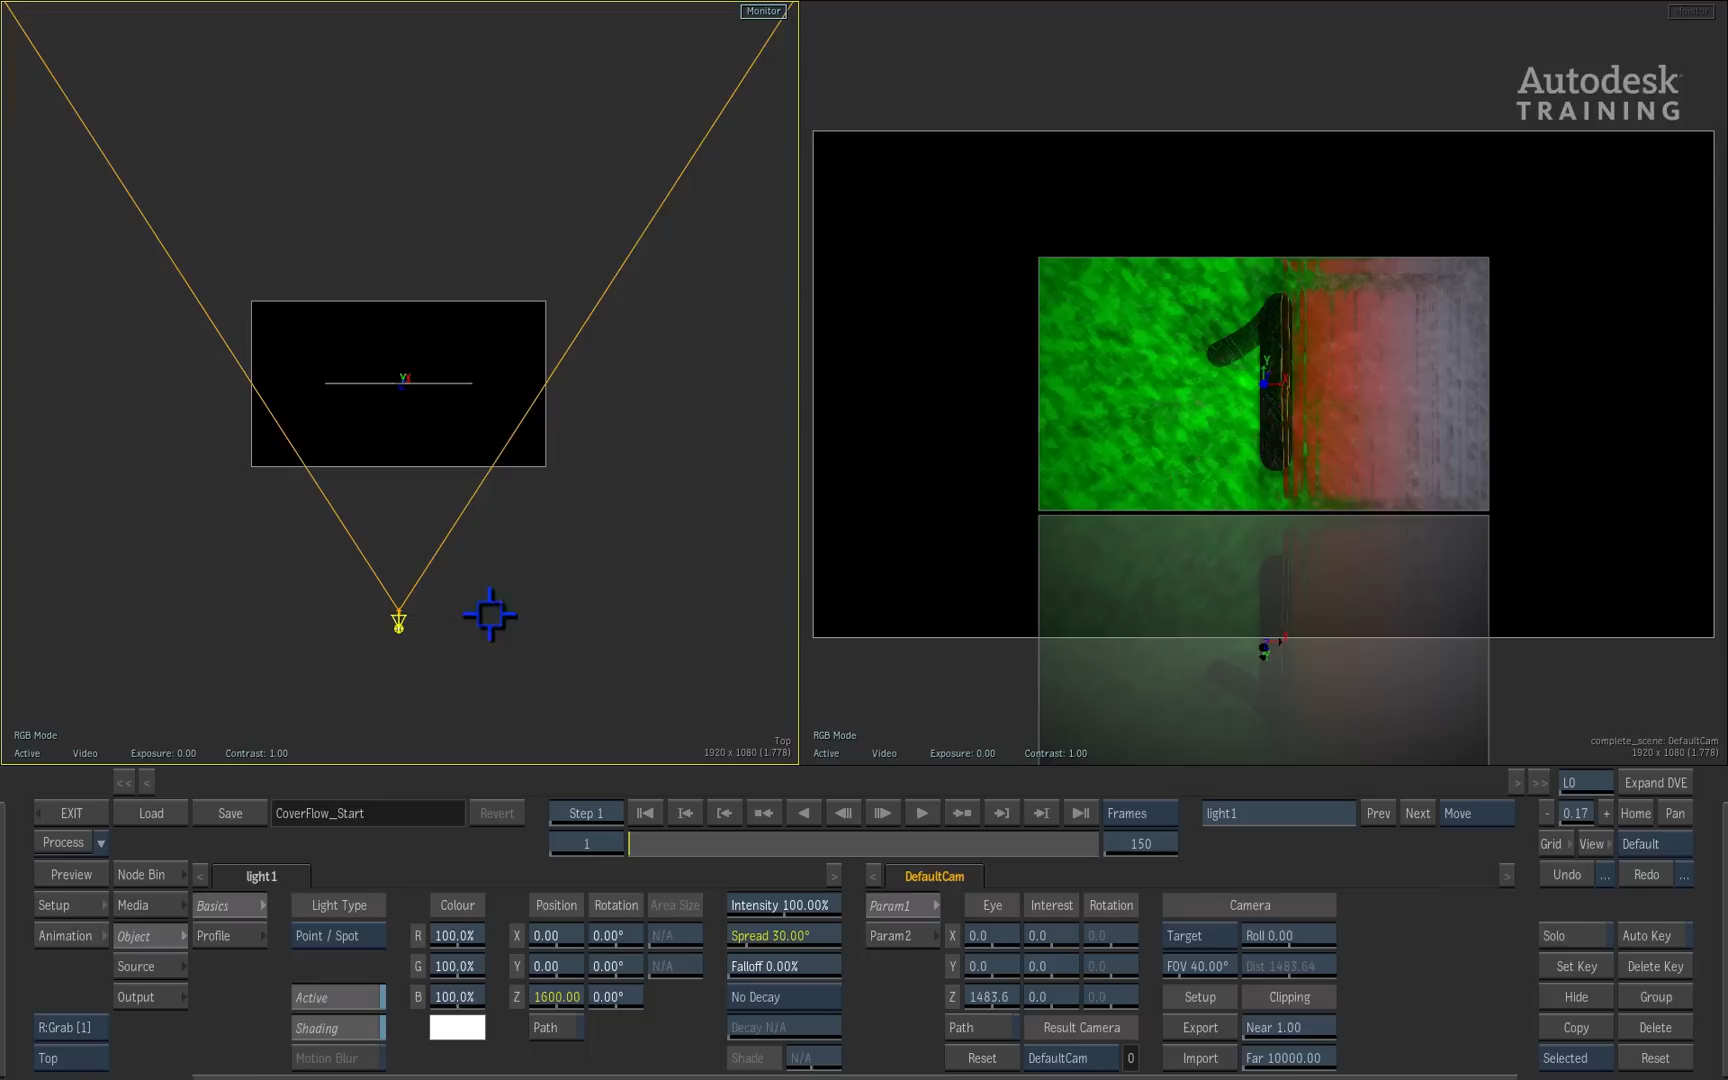 Monitor
Monitor
Autodesk
TRAINING
1
Y X
Y
X
RGB Mode
Active Video Exposure: 0.00 Contrast: 1.00
Top
1920 x 1080 (1.778)
RGB Mode
Active Video Exposure: 0.00 Contrast: 1.00
complete_scene: DefaultCam
1920 x 1080 (1.778)
<< < > >> L0 Expand DVE
EXIT Load Save CoverFlow_Start Revert Step 1 Frames light1 Prev Next Move - 0.17 + Home Pan
Process 1 150 Grid View Default
Preview Node Bin < light1 > < DefaultCam > Undo ... Redo ...
Setup Media Basics Light Type Colour Position Rotation Area Size Intensity 100.00% Param1 Eye Interest Rotation Camera
Animation Object Profile Point / Spot R 100.0% X 0.00 0.00° N/A Spread 30.00° Param2 X 0.0 0.0 0.0 Target Roll 0.00 Solo Auto Key
Source G 100.0% Y 0.00 0.00° N/A Falloff 0.00% Y 0.0 0.0 0.0 FOV 40.00° Dist 1483.64 Set Key Delete Key
Output Active B 100.0% Z 1600.00 0.00° No Decay Z 1483.6 0.0 0.0 Setup Clipping Hide Group
R:Grab [1] Shading Path Decay N/A Path Result Camera Export Near 1.00 Copy Delete
Top Motion Blur Shade N/A Reset DefaultCam 0 Import Far 10000.00 Selected Reset